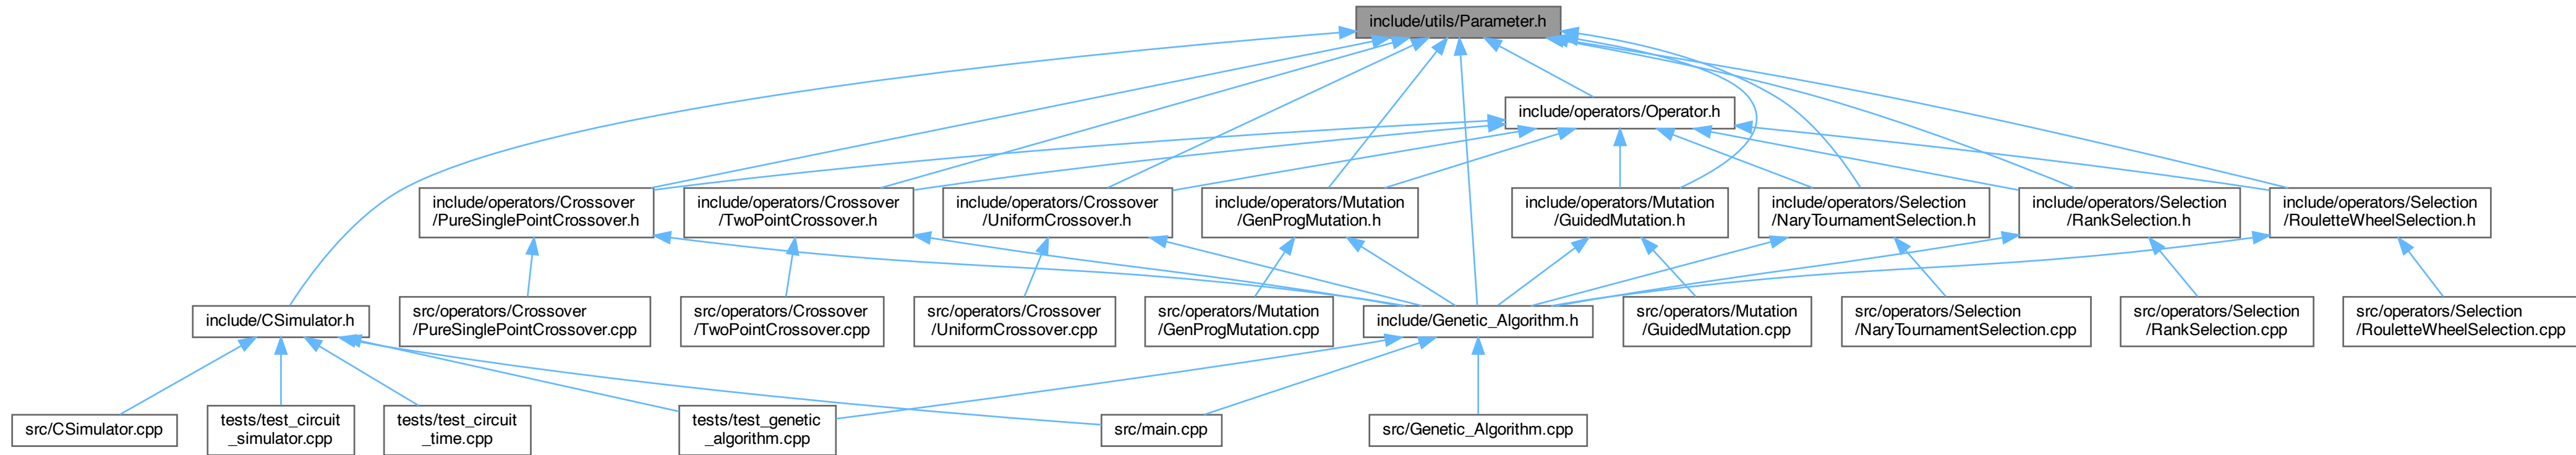 include/utils/Parameter.h
include/operators/Operator.h
include/operators/Crossover
/PureSinglePointCrossover.h
include/operators/Crossover
/TwoPointCrossover.h
include/operators/Crossover
/UniformCrossover.h
include/operators/Mutation
/GenProgMutation.h
include/operators/Mutation
/GuidedMutation.h
include/operators/Selection
/NaryTournamentSelection.h
include/operators/Selection
/RankSelection.h
include/operators/Selection
/RouletteWheelSelection.h
include/CSimulator.h
src/operators/Crossover
/PureSinglePointCrossover.cpp
src/operators/Crossover
/TwoPointCrossover.cpp
src/operators/Crossover
/UniformCrossover.cpp
src/operators/Mutation
/GenProgMutation.cpp
include/Genetic_Algorithm.h
src/operators/Mutation
/GuidedMutation.cpp
src/operators/Selection
/NaryTournamentSelection.cpp
src/operators/Selection
/RankSelection.cpp
src/operators/Selection
/RouletteWheelSelection.cpp
src/CSimulator.cpp
tests/test_circuit
_simulator.cpp
tests/test_circuit
_time.cpp
tests/test_genetic
_algorithm.cpp
src/main.cpp
src/Genetic_Algorithm.cpp